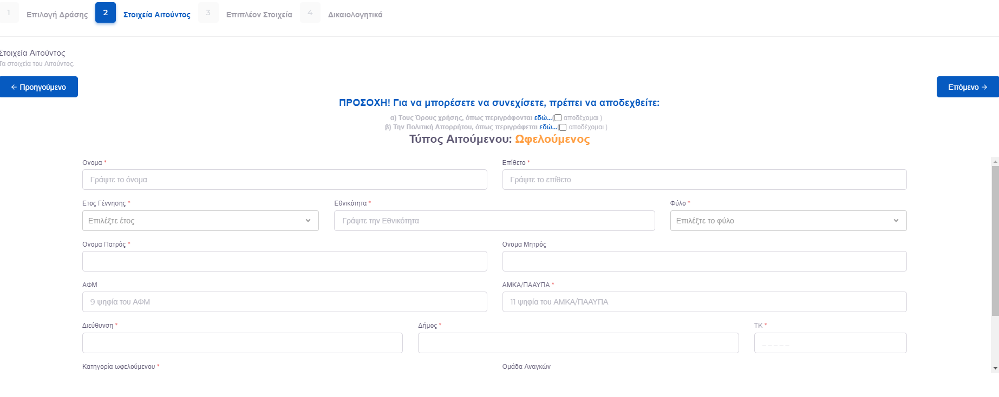 1 Επιλογή Δράσης 2 Στοιχεία Αιτούντος 3 Επιπλέον Στοιχεία 4 Δικαιολογητικά
Στοιχεία Αιτούντος
Τα στοιχεία του Αιτούντος.
← Προηγούμενο Επόμενο →
ΠΡΟΣΟΧΗ! Για να μπορέσετε να συνεχίσετε, πρέπει να αποδεχθείτε:
α) Τους Όρους χρήσης, όπως περιγράφονται εδώ...( αποδέχομαι )
β) Την Πολιτική Απορρήτου, όπως περιγράφεται εδώ...( αποδέχομαι )
Τύπος Αιτούμενου: Ωφελούμενος
Ονομα * Επίθετο *
Γράψτε το όνομα Γράψτε το επίθετο
Ετος Γέννησης * Εθνικότητα * Φύλο *
Επιλέξτε έτος Γράψτε την Εθνικότητα Επιλέξτε το φύλο
Ονομα Πατρός * Ονομα Μητρός
ΑΦΜ ΑΜΚΑ/ΠΑΑΥΠΑ *
9 ψηφία του ΑΦΜ 11 ψηφία του ΑΜΚΑ/ΠΑΑΥΠΑ
Διεύθυνση * Δήμος * ΤΚ *
_ _ _ _ _
Κατηγορία ωφελούμενου * Ομάδα Αναγκών